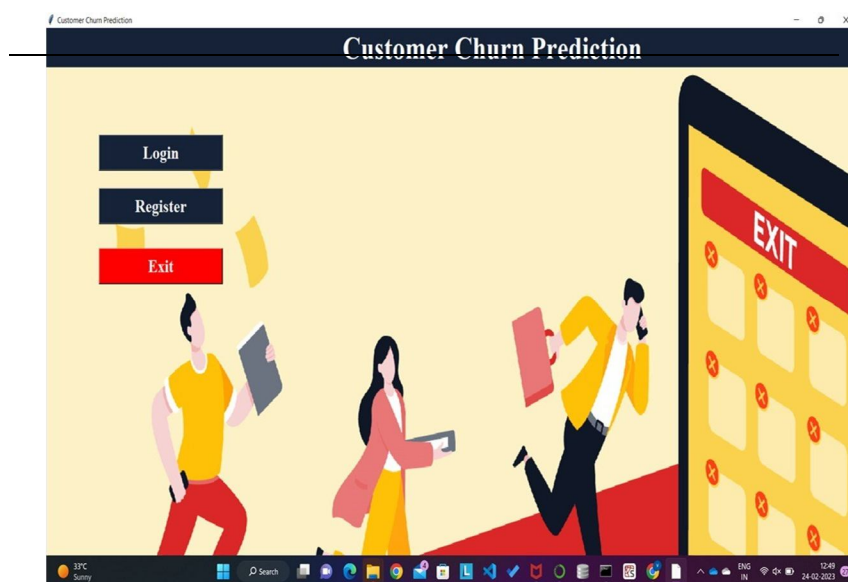 Customer Churn Prediction
Customer Churn Prediction
Login
Register
Exit
EXIT
33°C
Sunny
Search
4
L
ENG
IN
12:49
24-02-2023